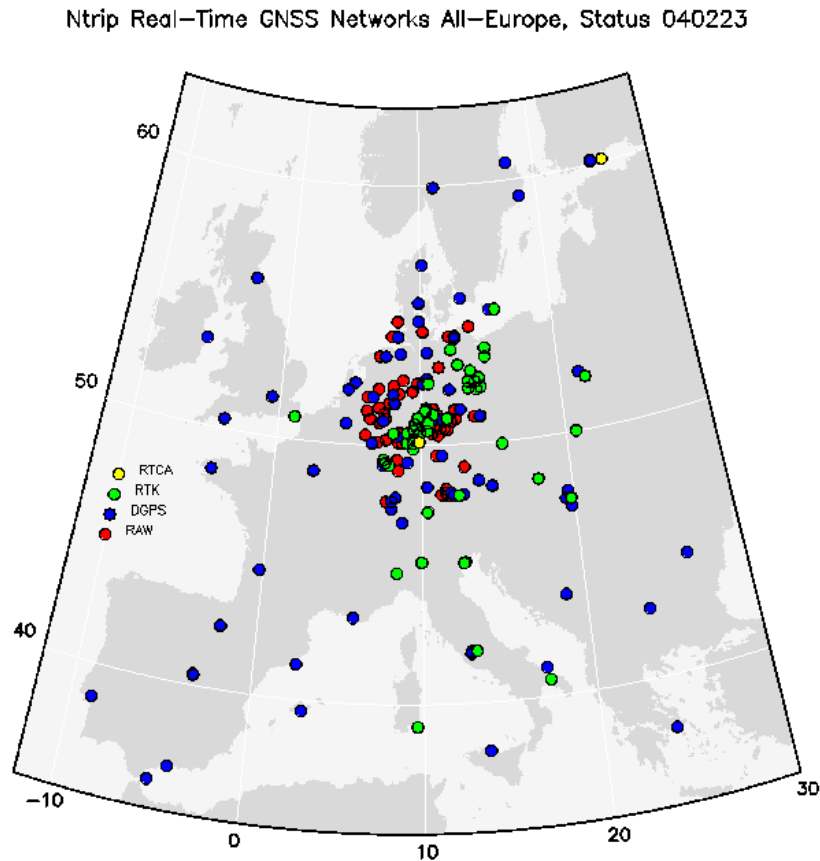 Ntrip Real-Time GNSS Networks All-Europe, Status 040223
60
50
RTCA
RTK
DGPS
RAW
40
-10
30
0
20
10